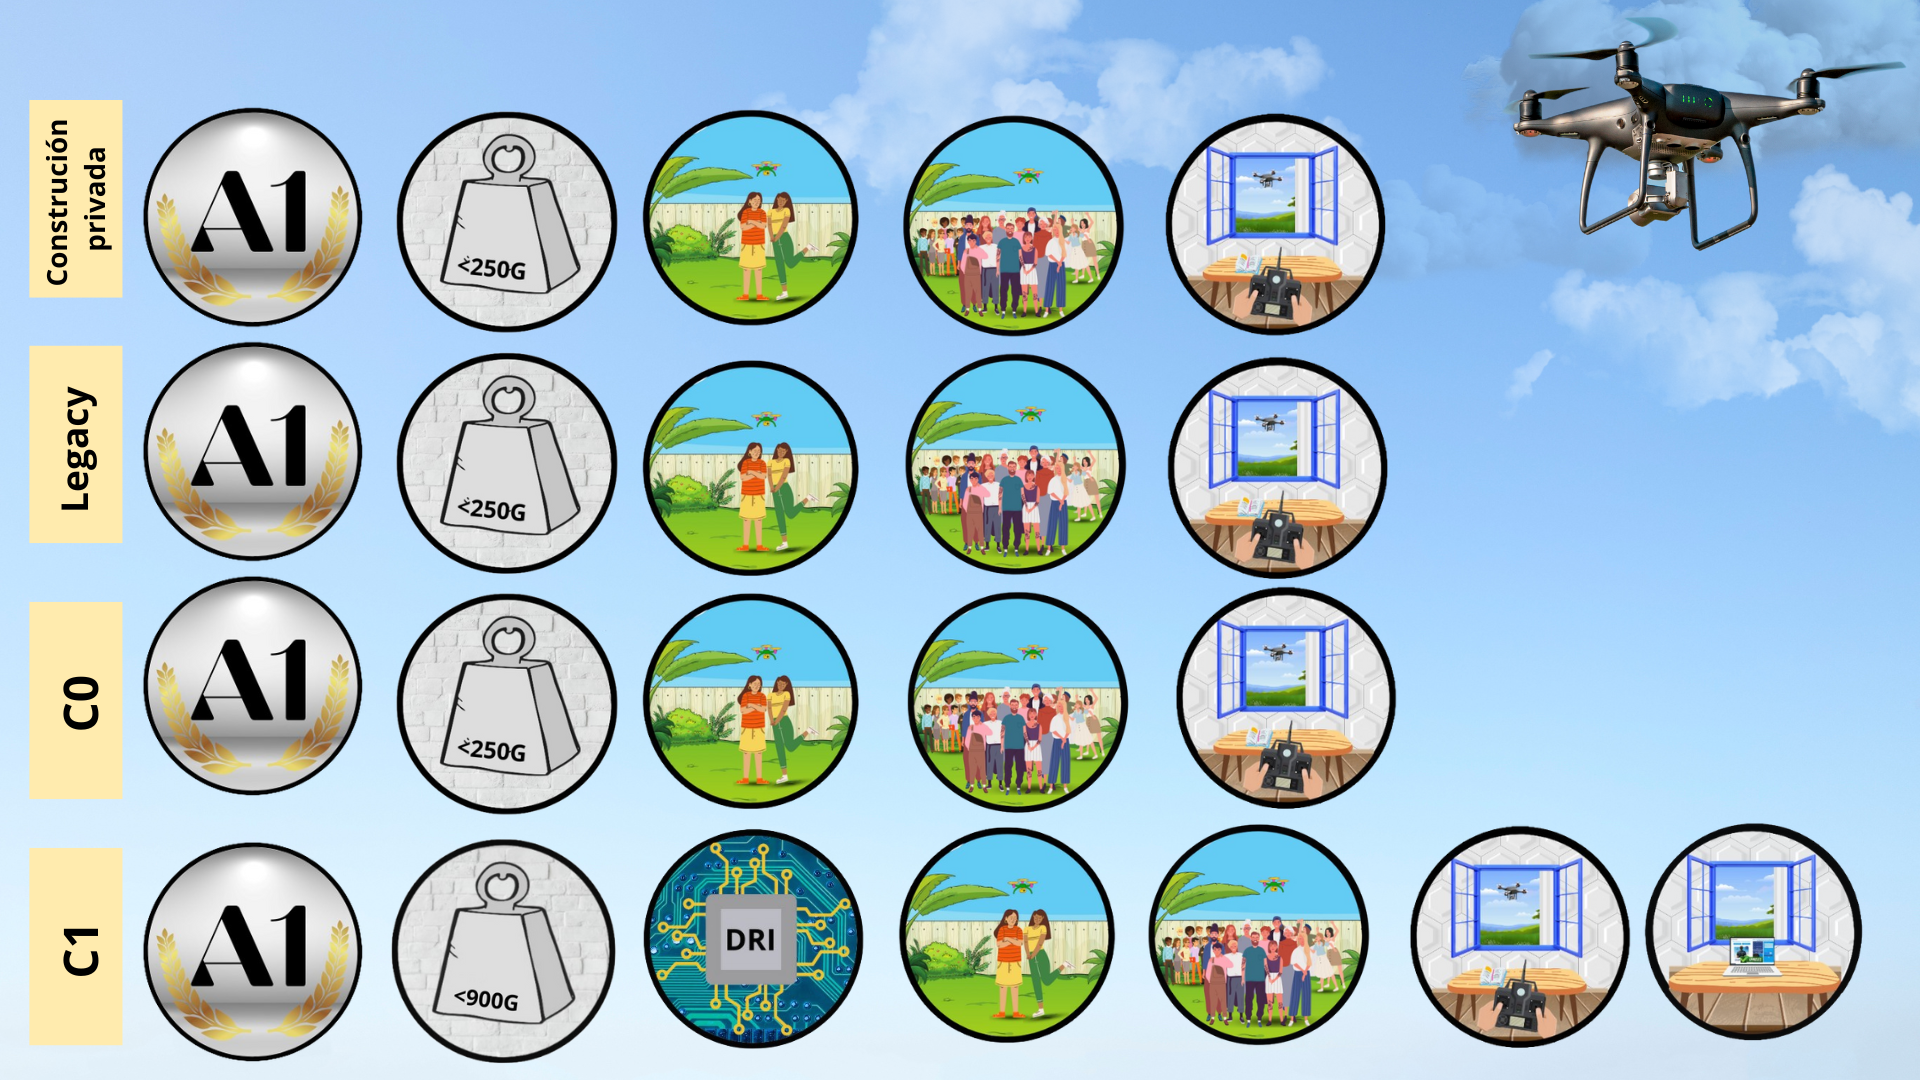 Construción
privada
A1
<250G
Legacy
A1
<250G
C0
A1
<250G
C1
A1
<900G
DRI